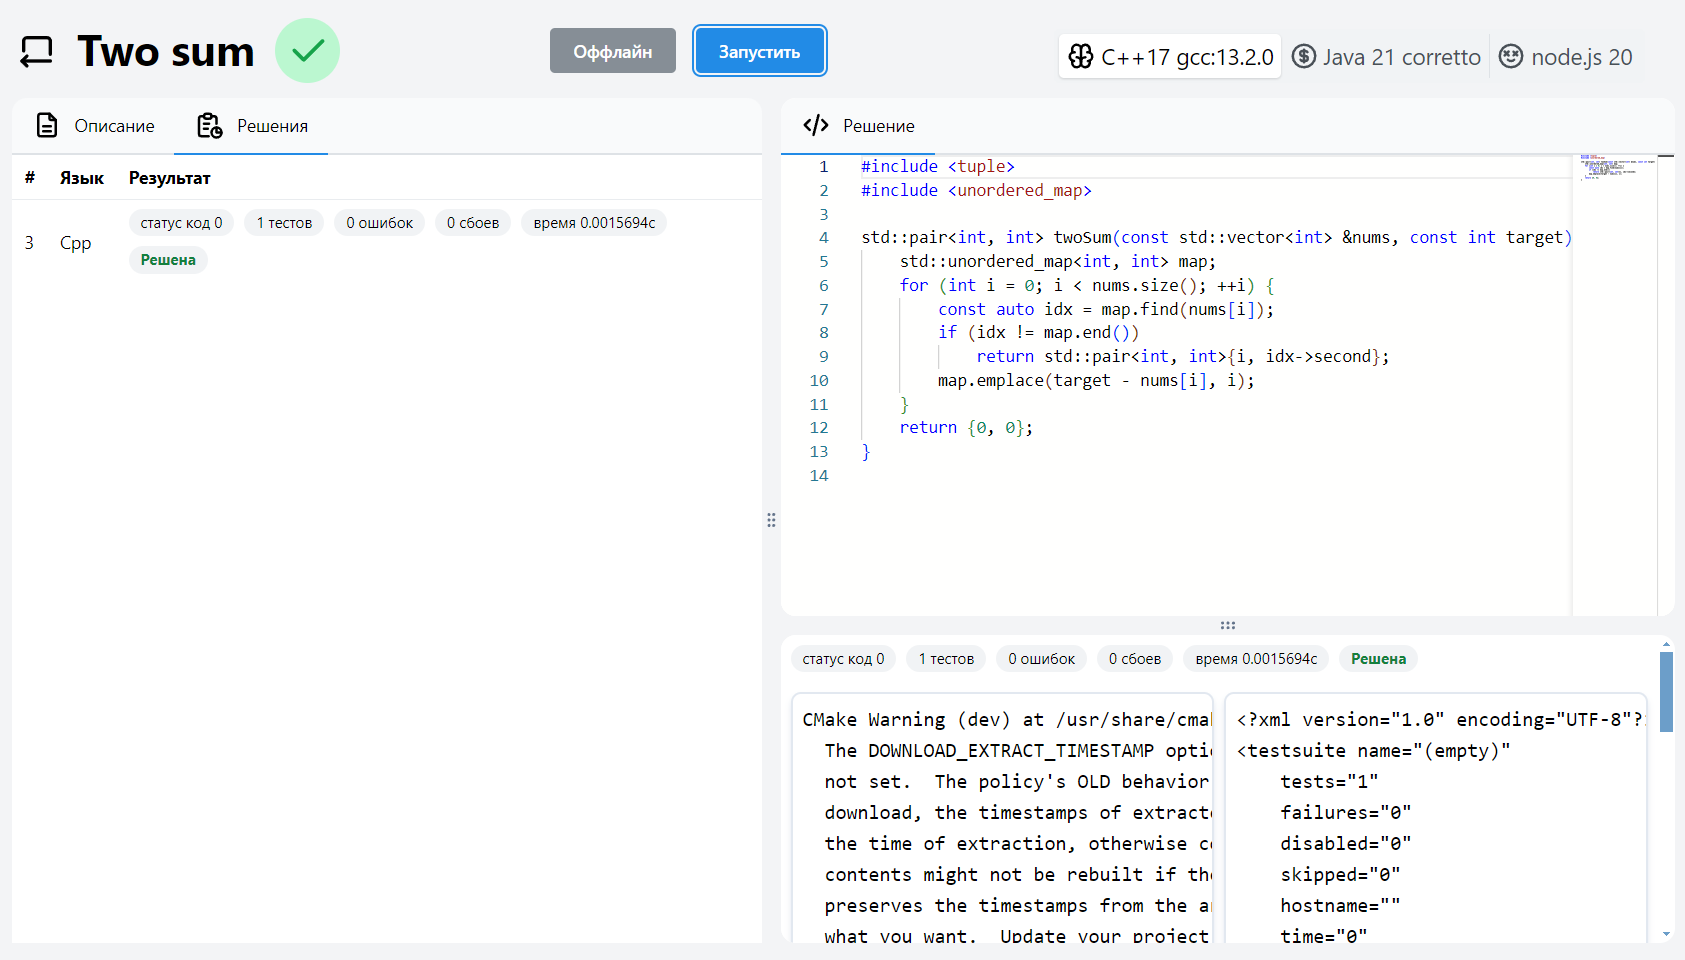 Two sum
Оффлайн
Запустить
C++17 gcc:13.2.0
Java 21 corretto
node.js 20
Описание
Решения
# Язык Результат
3 Cpp
статус код 0 1 тестов 0 ошибок 0 сбоев время 0.0015694с
Решена
Решение
1 #include <tuple>
2 #include <unordered_map>
3
4 std::pair<int, int> twoSum(const std::vector<int> &nums, const int target)
5     std::unordered_map<int, int> map;
6     for (int i = 0; i < nums.size(); ++i) {
7         const auto idx = map.find(nums[i]);
8         if (idx != map.end())
9             return std::pair<int, int>{i, idx->second};
10         map.emplace(target - nums[i], i);
11     }
12     return {0, 0};
13 }
14
статус код 0 1 тестов 0 ошибок 0 сбоев время 0.0015694с Решена
CMake Warning (dev) at /usr/share/cma
  The DOWNLOAD_EXTRACT_TIMESTAMP optio
  not set.  The policy's OLD behavior
  download, the timestamps of extract
  the time of extraction, otherwise c
  contents might not be rebuilt if th
  preserves the timestamps from the a
  what you want.  Update your project
<?xml version="1.0" encoding="UTF-8"?
<testsuite name="(empty)"
    tests="1"
    failures="0"
    disabled="0"
    skipped="0"
    hostname=""
    time="0"